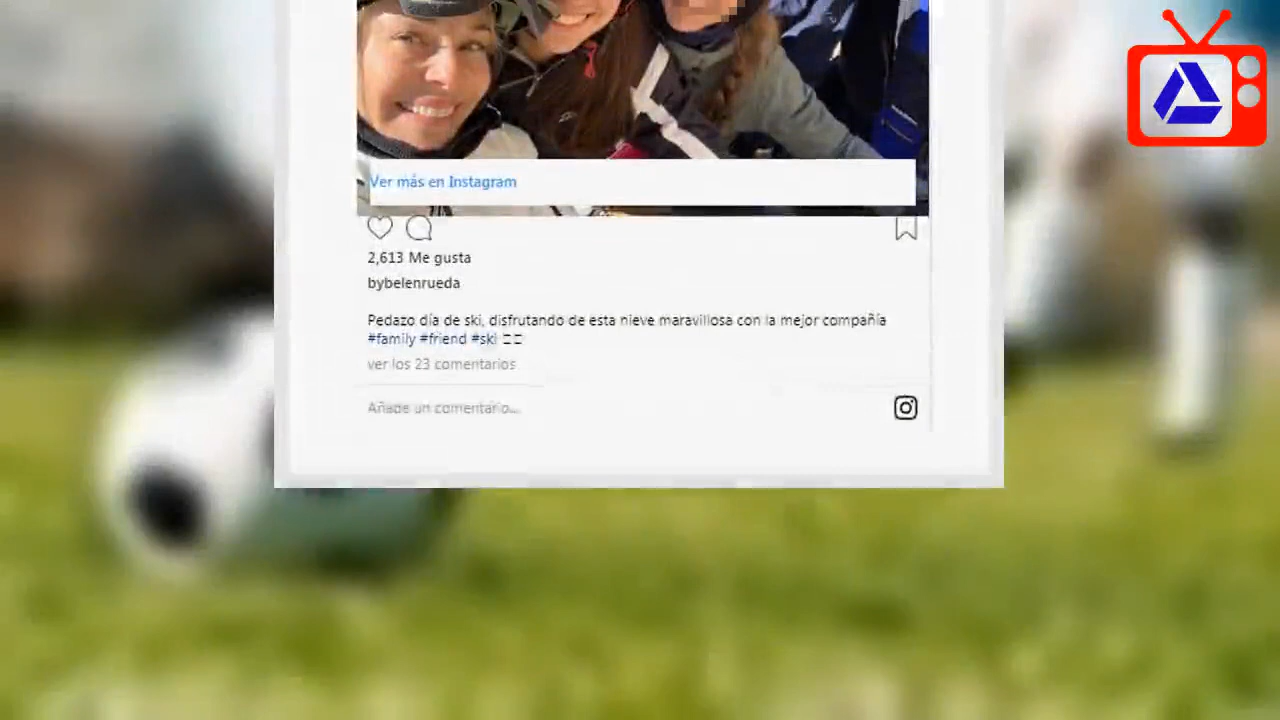 Ver más en Instagram
2,613 Me gusta
bybelenrueda
Pedazo día de ski, disfrutando de esta nieve maravillosa con la mejor compañía
#family #friend #ski
ver los 23 comentarios
Añade un comentario...